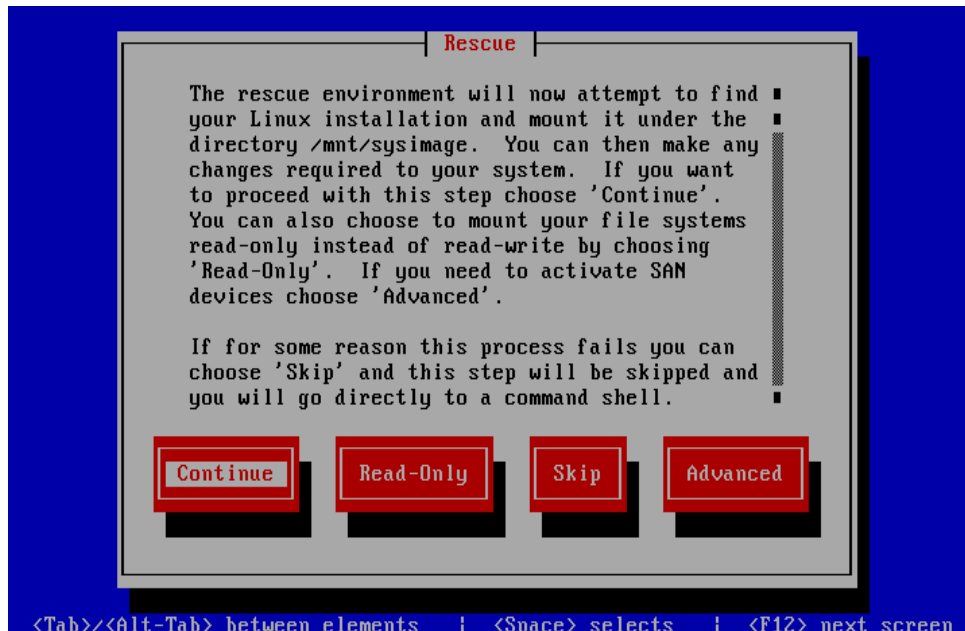 Rescue
The rescue environment will now attempt to find
your Linux installation and mount it under the
directory /mnt/sysimage.  You can then make any
changes required to your system.  If you want
to proceed with this step choose 'Continue'.
You can also choose to mount your file systems
read-only instead of read-write by choosing
'Read-Only'.  If you need to activate SAN
devices choose 'Advanced'.
If for some reason this process fails you can
choose 'Skip' and this step will be skipped and
you will go directly to a command shell.
Continue Read-Only Skip Advanced
<Tab>/<Alt-Tab> between elements | <Space> selects | <F12> next screen